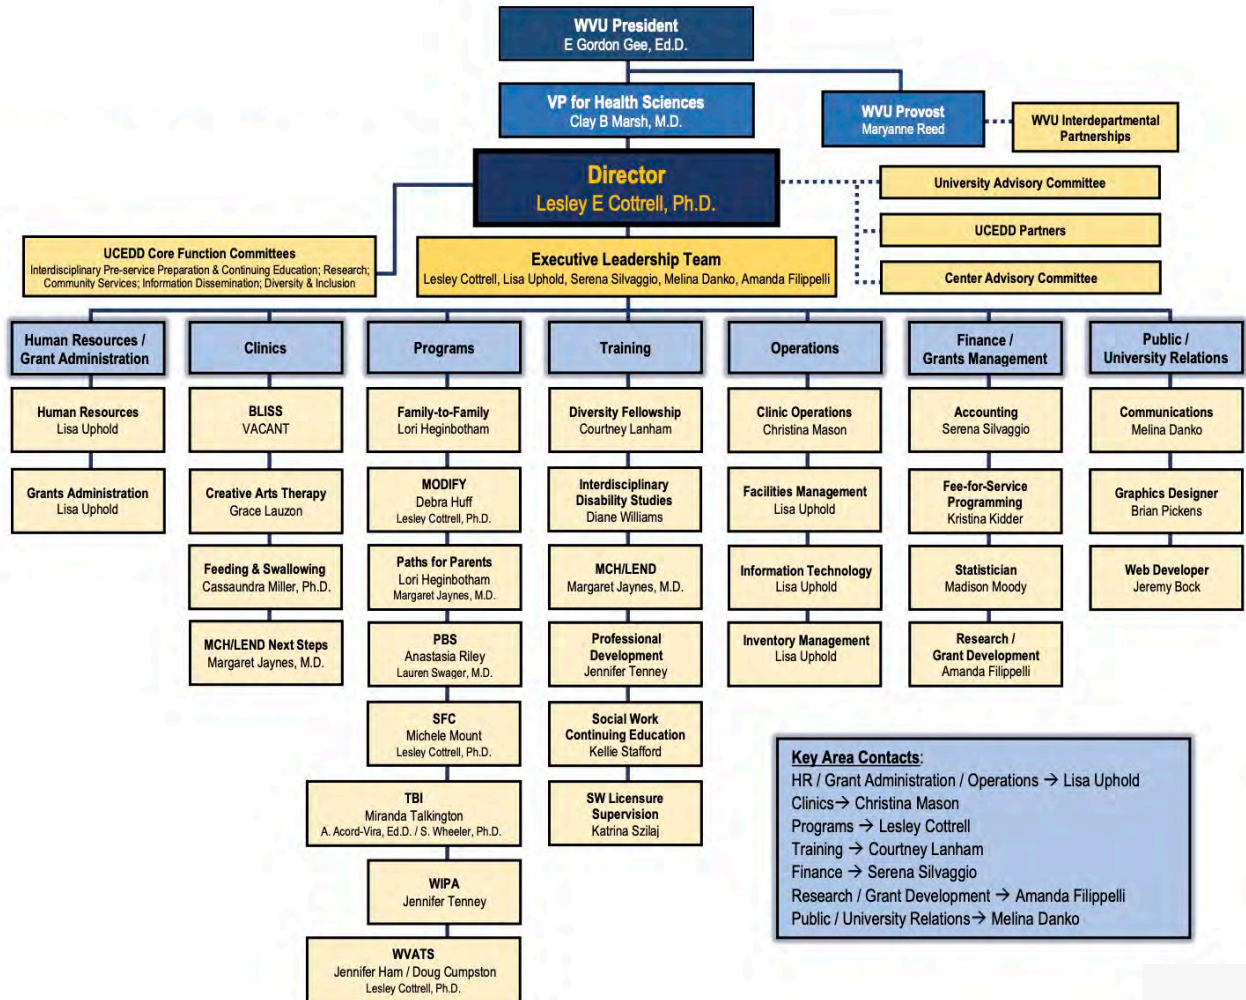 WVU President
E Gordon Gee, Ed.D.
VP for Health Sciences
Clay B Marsh, M.D.
WVU Provost
Maryanne Reed
WVU Interdepartmental
Partnerships
Director
Lesley E Cottrell, Ph.D.
University Advisory Committee
UCEDD Partners
Center Advisory Committee
UCEDD Core Function Committees
Interdisciplinary Pre-service Preparation & Continuing Education; Research;
Community Services; Information Dissemination; Diversity & Inclusion
Executive Leadership Team
Lesley Cottrell, Lisa Uphold, Serena Silvaggio, Melina Danko, Amanda Filippelli
Human Resources /
Grant Administration
Human Resources
Lisa Uphold
Grants Administration
Lisa Uphold
Clinics
BLISS
VACANT
Creative Arts Therapy
Grace Lauzon
Feeding & Swallowing
Cassaundra Miller, Ph.D.
MCH/LEND Next Steps
Margaret Jaynes, M.D.
Programs
Family-to-Family
Lori Heginbotham
MODIFY
Debra Huff
Lesley Cottrell, Ph.D.
Paths for Parents
Lori Heginbotham
Margaret Jaynes, M.D.
PBS
Anastasia Riley
Lauren Swager, M.D.
SFC
Michele Mount
Lesley Cottrell, Ph.D.
TBI
Miranda Talkington
A. Acord-Vira, Ed.D. / S. Wheeler, Ph.D.
WIPA
Jennifer Tenney
WVATS
Jennifer Ham / Doug Cumpston
Lesley Cottrell, Ph.D.
Training
Diversity Fellowship
Courtney Lanham
Interdisciplinary
Disability Studies
Diane Williams
MCH/LEND
Margaret Jaynes, M.D.
Professional
Development
Jennifer Tenney
Social Work
Continuing Education
Kellie Stafford
SW Licensure
Supervision
Katrina Szilaj
Operations
Clinic Operations
Christina Mason
Facilities Management
Lisa Uphold
Information Technology
Lisa Uphold
Inventory Management
Lisa Uphold
Finance /
Grants Management
Accounting
Serena Silvaggio
Fee-for-Service
Programming
Kristina Kidder
Statistician
Madison Moody
Research /
Grant Development
Amanda Filippelli
Public /
University Relations
Communications
Melina Danko
Graphics Designer
Brian Pickens
Web Developer
Jeremy Bock
Key Area Contacts:
HR / Grant Administration / Operations → Lisa Uphold
Clinics→ Christina Mason
Programs → Lesley Cottrell
Training → Courtney Lanham
Finance → Serena Silvaggio
Research / Grant Development → Amanda Filippelli
Public / University Relations→ Melina Danko